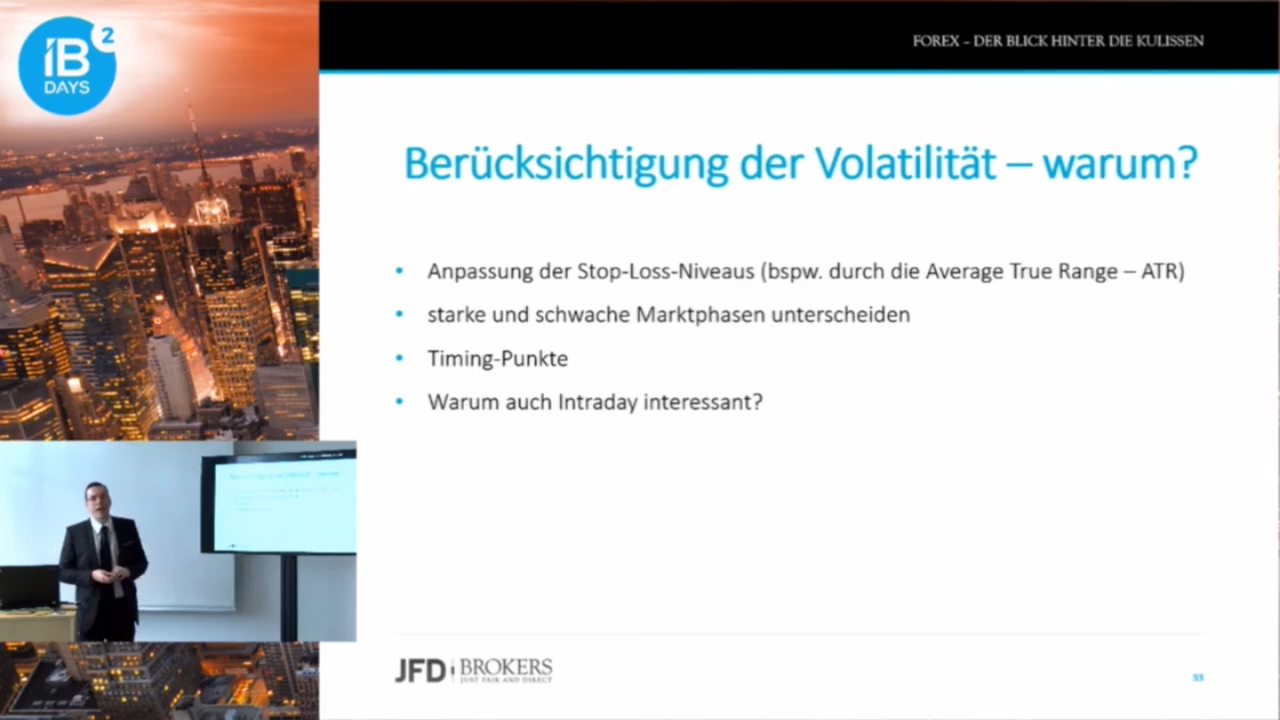 iB 2
DAYS
FOREX – DER BLICK HINTER DIE KULISSEN
Berücksichtigung der Volatilität – warum?
• Anpassung der Stop-Loss-Niveaus (bspw. durch die Average True Range – ATR)
• starke und schwache Marktphasen unterscheiden
• Timing-Punkte
• Warum auch Intraday interessant?
JFD BROKERS
JUST FAIR AND DIRECT
33